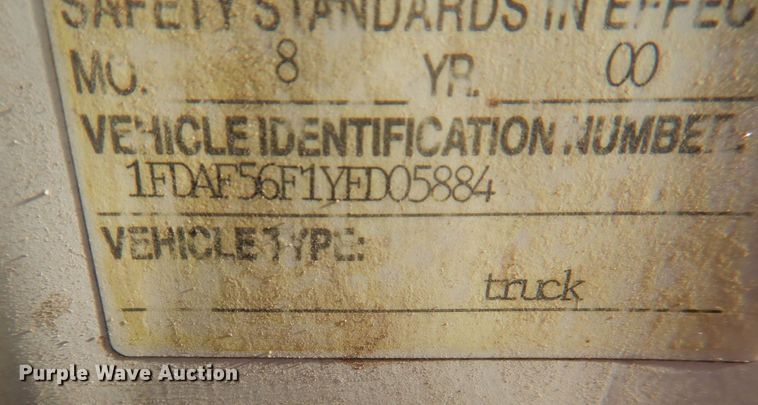 SAFETY STANDARDS IN EFFEC
MO. 8 YR. 00
VEHICLE IDENTIFICATION NUMBER:
1FDAF56F1YED05884
VEHICLE TYPE:
truck
Purple Wave Auction